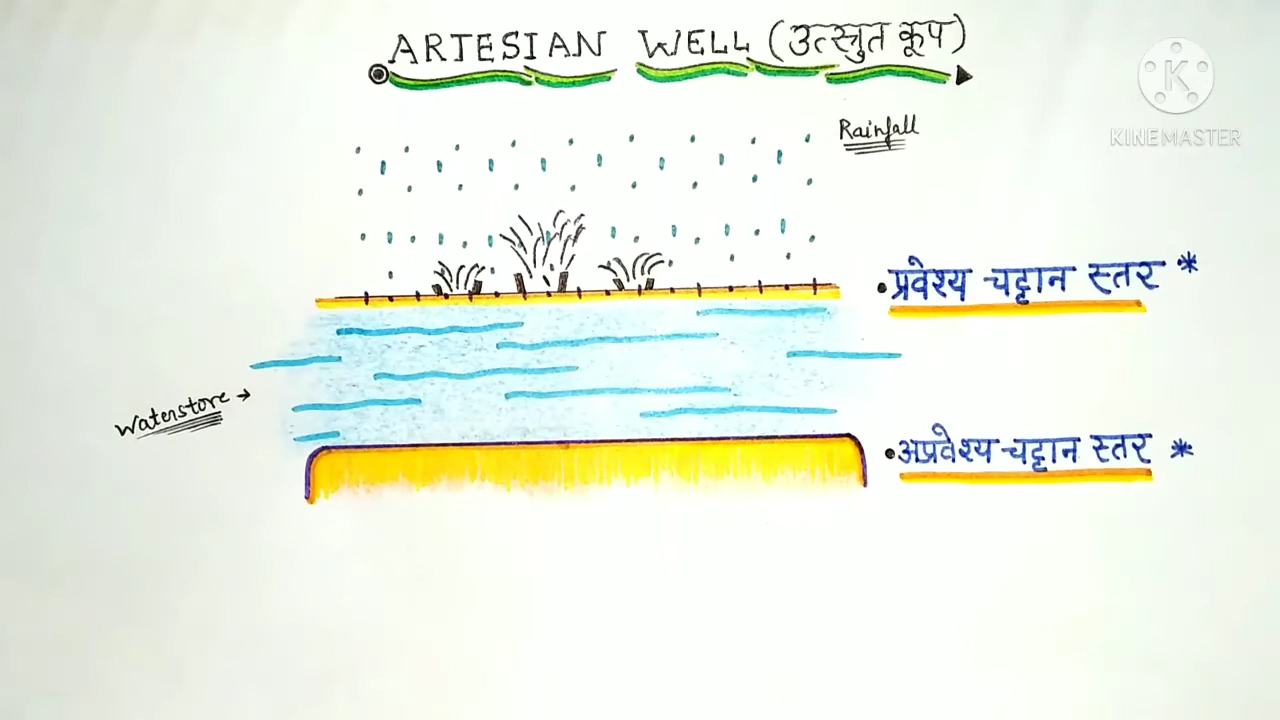 ARTESIAN WELL (उत्स्त्रुत कूप)
K
KINEMASTER
Rainfall
प्रवेश्य चट्टान स्तर *
Waterstore →
अप्रवेश्य चट्टान स्तर *